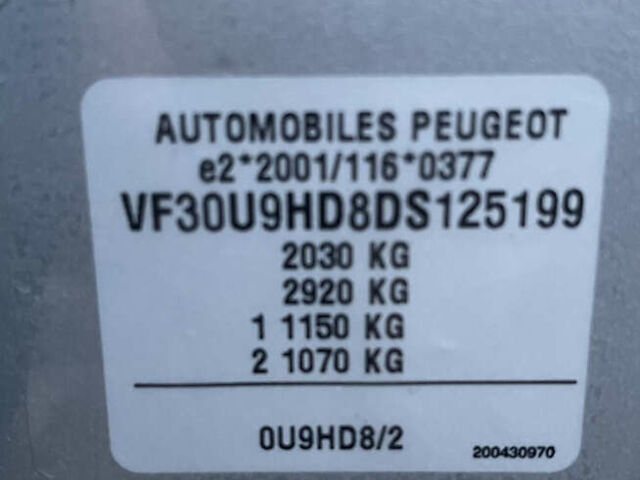 AUTOMOBILES PEUGEOT
e2*2001/116*0377
VF30U9HD8DS125199
2030 KG
2920 KG
1 1150 KG
2 1070 KG
0U9HD8/2
200430970